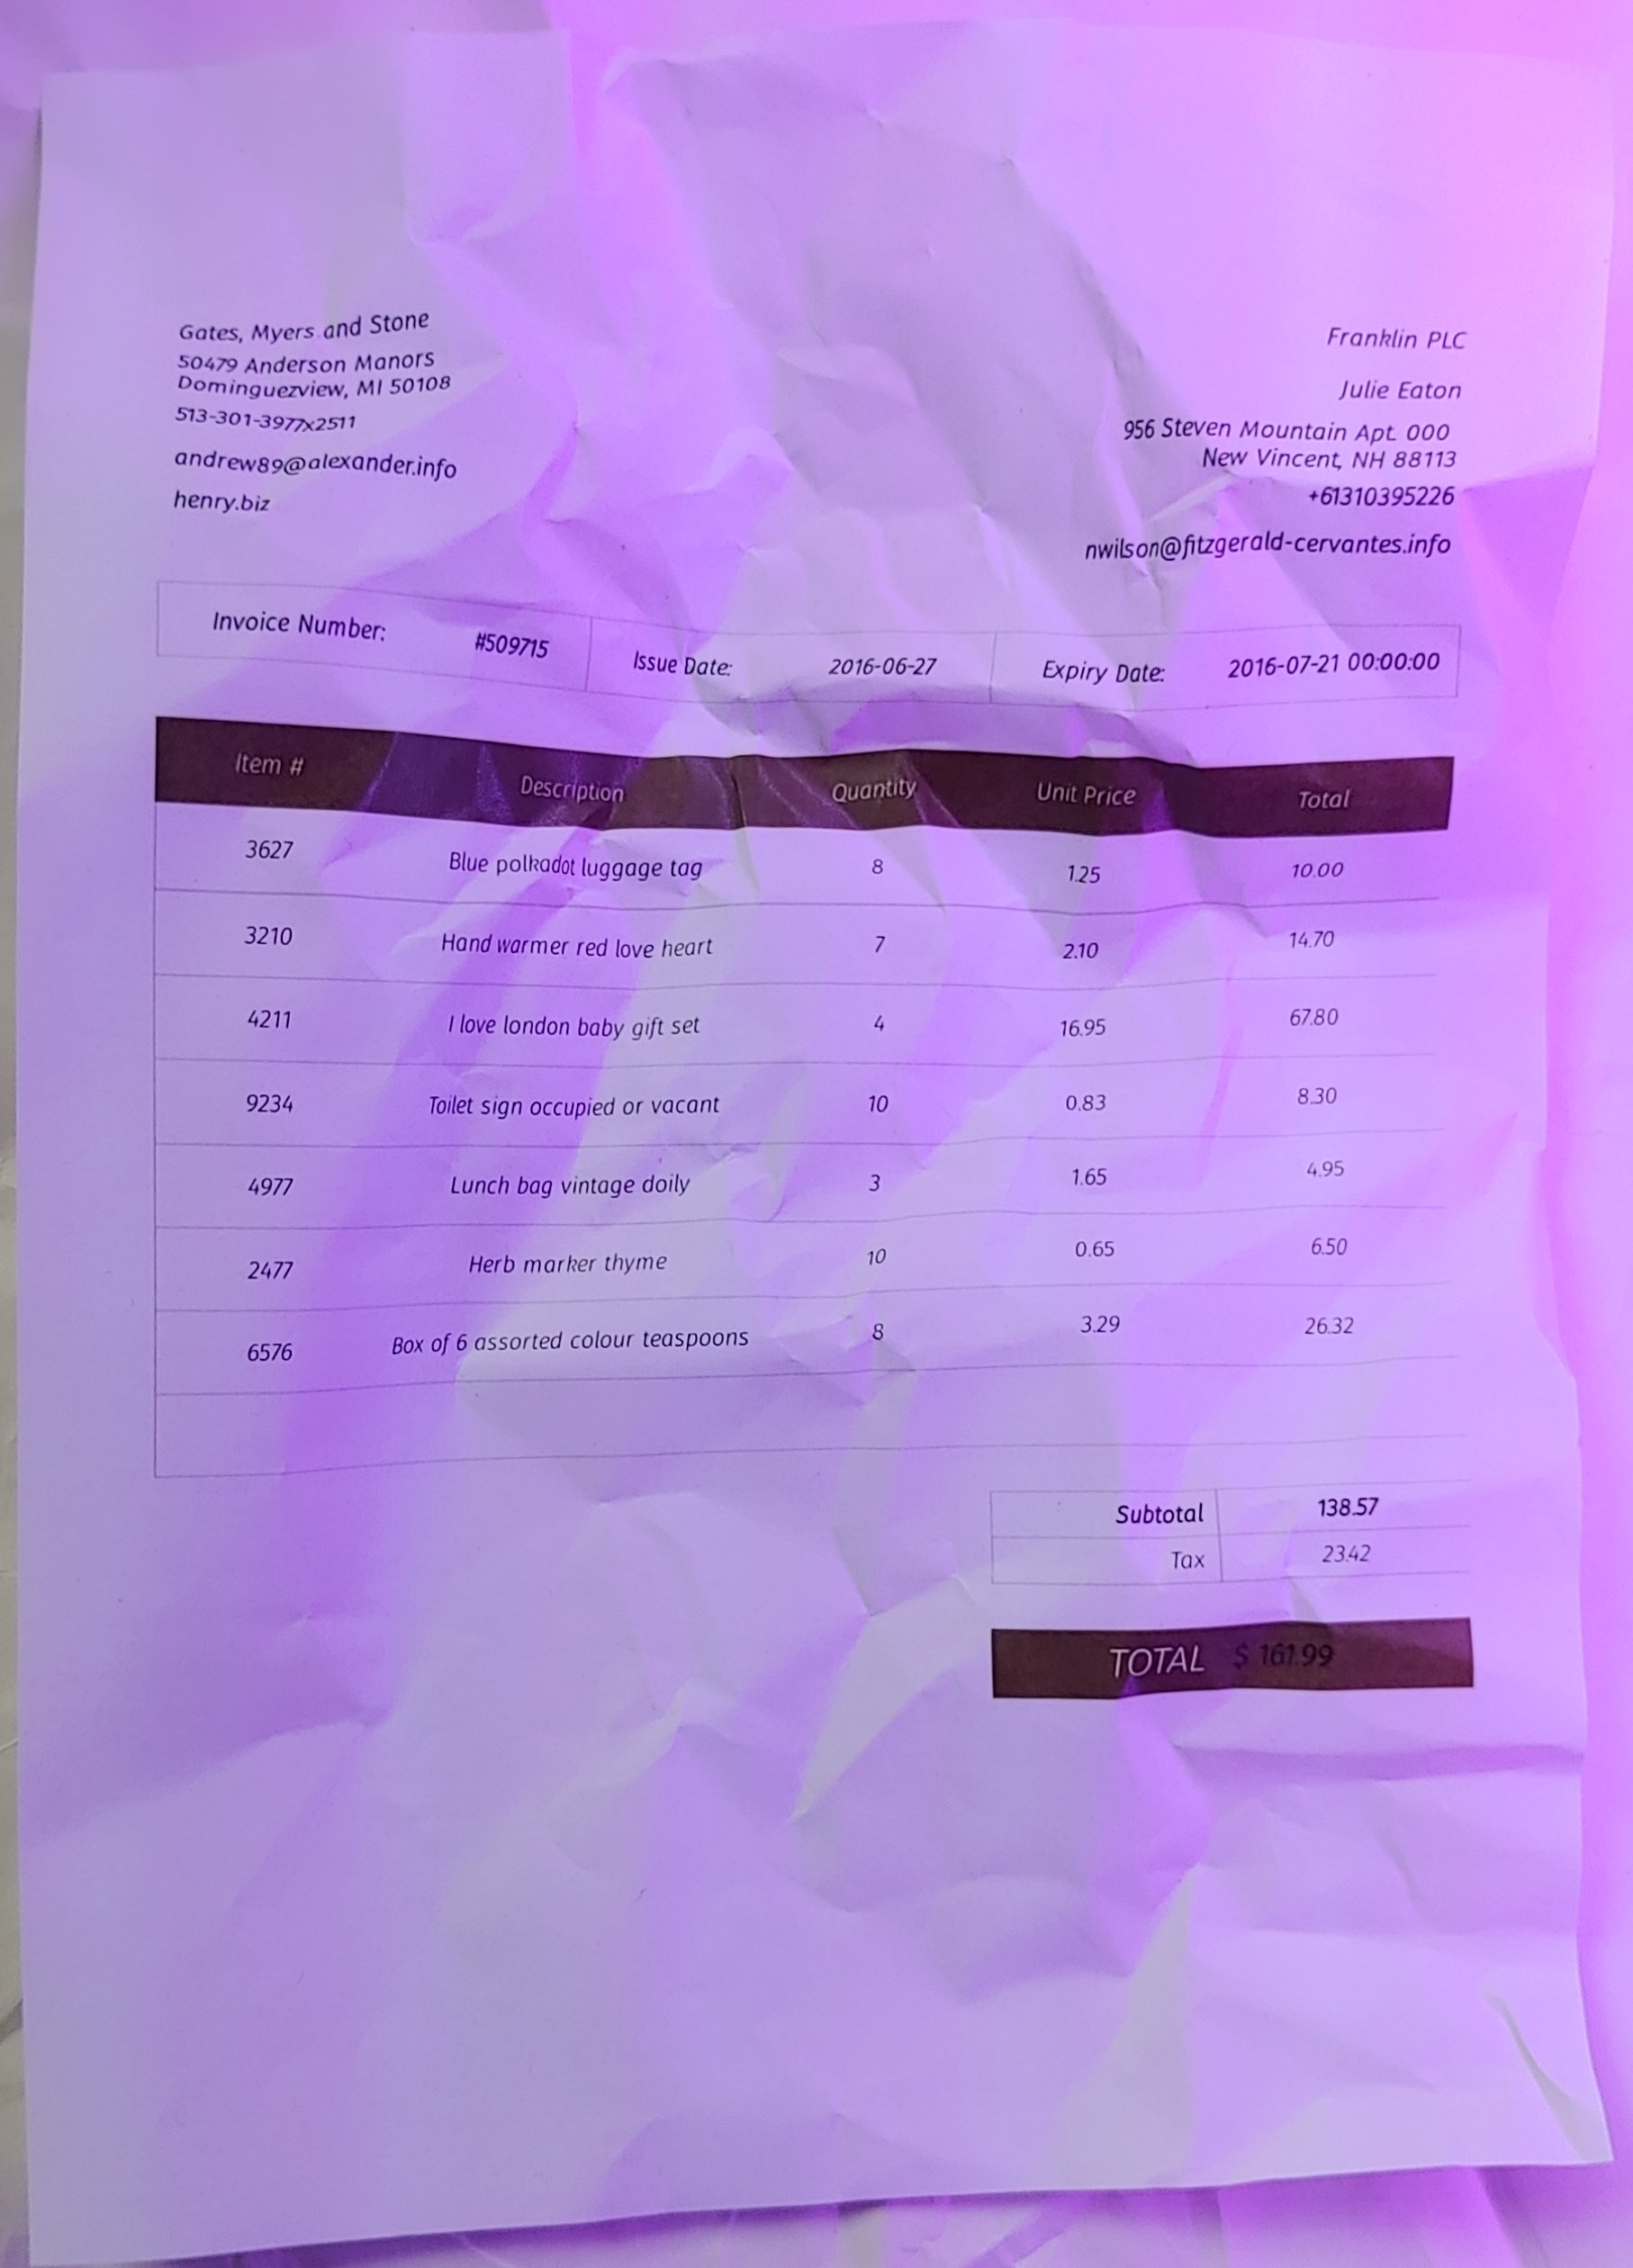 Gates, Myers and Stone
50479 Anderson Manors
Dominguezview, MI 50108
513-301-3977x2511
andrew89@alexander.info
henry.biz
Franklin PLC
Julie Eaton
956 Steven Mountain Apt. 000
New Vincent, NH 88113
+61310395226
nwilson@fitzgerald-cervantes.info
Invoice Number: #509715 Issue Date: 2016-06-27 Expiry Date: 2016-07-21 00:00:00
Item # Description Quantity Unit Price Total
3627 Blue polkadot luggage tag 8 1.25 10.00
3210 Hand warmer red love heart 7 2.10 14.70
4211 I love london baby gift set 4 16.95 67.80
9234 Toilet sign occupied or vacant 10 0.83 8.30
4977 Lunch bag vintage doily 3 1.65 4.95
2477 Herb marker thyme 10 0.65 6.50
6576 Box of 6 assorted colour teaspoons 8 3.29 26.32
Subtotal 138.57
Tax 23.42
TOTAL $ 161.99